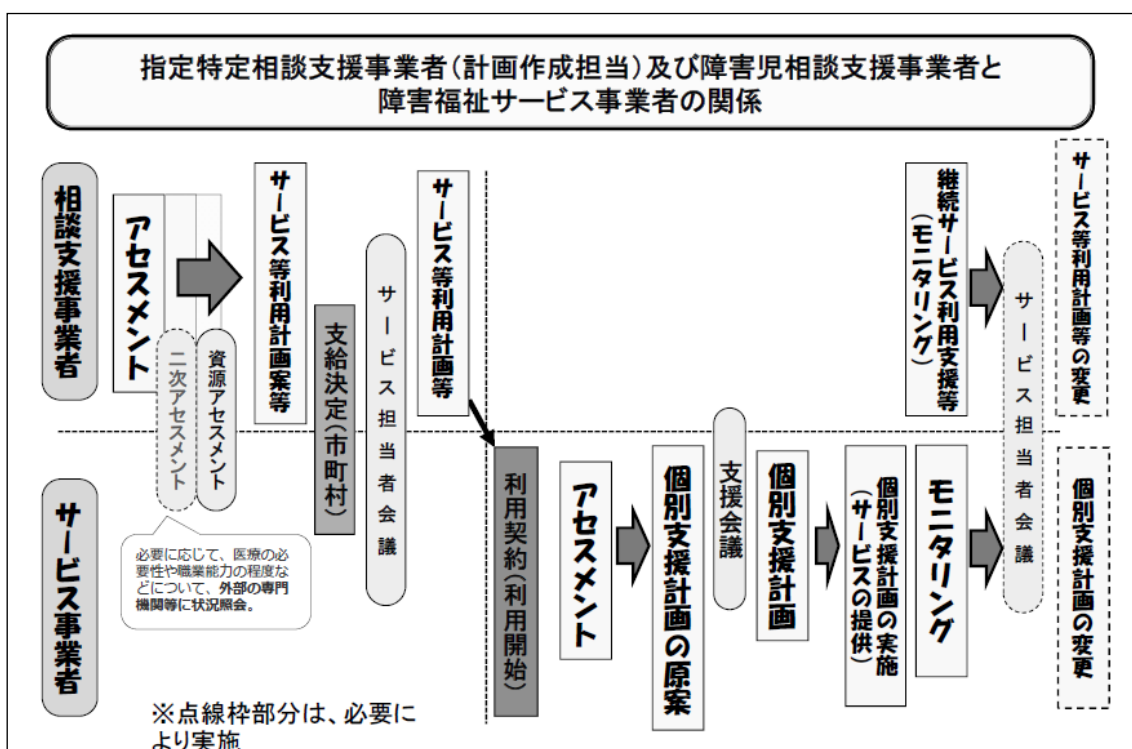 指定特定相談支援事業者(計画作成担当)及び障害児相談支援事業者と
障害福祉サービス事業者の関係
相談支援事業者
アセスメント
二次アセスメント
資源アセスメント
サービス等利用計画案等
支給決定(市町村)
サービス担当者会議
サービス等利用計画等
継続サービス利用支援等
(モニタリング)
サービス担当者会議
サービス等利用計画等の変更
サービス事業者
必要に応じて、医療の必
要性や職業能力の程度な
どについて、外部の専門
機関等に状況照会。
利用契約(利用開始)
アセスメント
個別支援計画の原案
支援会議
個別支援計画
個別支援計画の実施
(サービスの提供)
モニタリング
個別支援計画の変更
※点線枠部分は、必要に
より実施